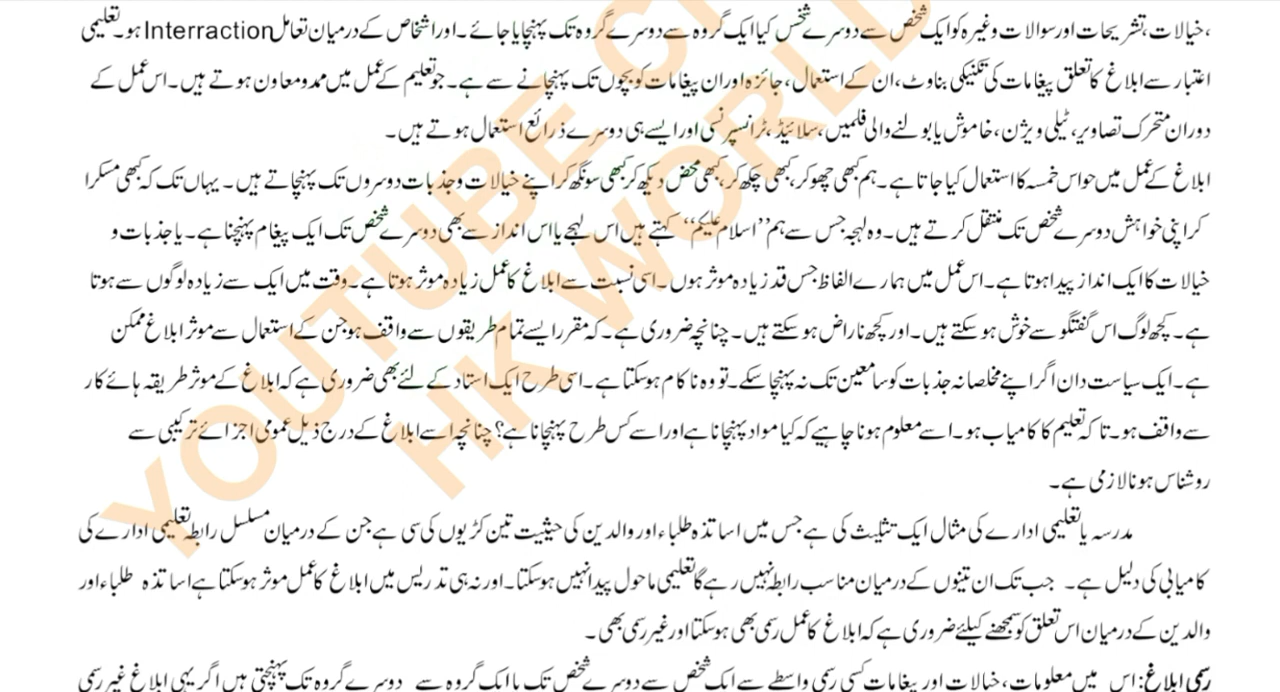 ،خیالات،تشریحات اور سوالات وغیرہ کو ایک شخص سے دوسرے شخس کیا ایک گروہ سے دوسرے گروہ تک پہنچایا جائے۔اور اشخاص کے درمیان تعامل Interraction ہو۔تعلیمی
اعتبار سے ابلاغ کا تعلق پیغامات کی تکنیکی بناوٹ،ان کے استعمال،جائزہ اور ان پیغامات کو بچوں تک پہنچانے سے ہے۔جو تعلیم کے عمل میں ممدو معاون ہوتے ہیں۔اس عمل کے
دوران متحرک تصاویر،ٹیلی ویژن،خاموش یا بولنے والی فلمیں،سلائیڈ،ٹرانسپرنسی اور ایسے ہی دوسرے ذرائع استعمال ہوتے ہیں۔
ابلاغ کے عمل میں حواس خمسہ کا استعمال کیا جاتا ہے۔ہم کبھی چھو کر،کبھی چکھ کر،کبھی محض دیکھ کر کبھی سونگھ کر اپنے خیالات و جذبات دوسروں تک پہنچاتے ہیں۔یہاں تک کہ کبھی مسکرا
کر اپنی خواہش دوسرے شخص تک منتقل کرتے ہیں۔وہ لہجہ جس سے ہم ”اسلام علیکم“ کہتے ہیں اس لہجے یا اس انداز سے بھی دوسرے شخص تک ایک پیغام پہنچتا ہے۔یا جذبات و
خیالات کا ایک انداز پیدا ہوتا ہے۔اس عمل میں ہمارے الفاظ جس قدر زیادہ موثر ہوں۔اسی نسبت سے ابلاغ کا عمل زیادہ موثر ہوتا ہے۔وقت میں ایک سے زیادہ لوگوں سے ہوتا
ہے۔کچھ لوگ اس گفتگو سے خوش ہو سکتے ہیں۔اور کچھ ناراض ہو سکتے ہیں۔چنانچہ ضروری ہے۔کہ مقرر ایسے تمام طریقوں سے واقف ہو جن کے استعمال سے موثر ابلاغ ممکن
ہے۔ایک سیاست دان اگر اپنے مخلصانہ جذبات کو سامعین تک نہ پہنچا سکے۔تو وہ ناکام ہو سکتا ہے۔اسی طرح ایک استاد کے لئے بھی ضروری ہے کہ ابلاغ کے موثر طریقہ ہائے کار
سے واقف ہو۔تا کہ تعلیم کا کامیاب ہو۔اسے معلوم ہونا چاہیے کہ کیا مواد پہنچانا ہے اور اسے کس طرح پہنچانا ہے؟ چنانچہ اسے ابلاغ کے درج ذیل عمومی اجزائے ترکیبی سے
روشناس ہونا لازمی ہے۔
مدرسہ یا تعلیمی ادارے کی مثال ایک تثلیث کی ہے جس میں اساتذہ طلباء اور والدین کی حیثیت تین کڑیوں کی سی ہے جن کے درمیان مسلسل رابطہ تعلیمی ادارے کی
کامیابی کی دلیل ہے۔ جب تک ان تینوں کے درمیان مناسب رابطہ نہیں رہے گا تعلیمی ماحول پیدا نہیں ہو سکتا۔اور نہ ہی تدریس میں ابلاغ کا عمل موثر ہو سکتا ہے اساتذہ طلباء اور
والدین کے درمیان اس تعلق کو سمجھنے کیلئے ضروری ہے کہ ابلاغ کا عمل رسمی بھی ہو سکتا اور غیر رسمی بھی۔
رسمی ابلاغ: اس میں معلومات،خیالات اور پیغامات کسی رسمی واسطے سے ایک شخص سے دوسرے شخص تک یا ایک گروہ سے دوسرے گروہ تک پہنچتی ہیں اگر یہی ابلاغ غیر رسمی
YOUTUBE C
HK WORLD